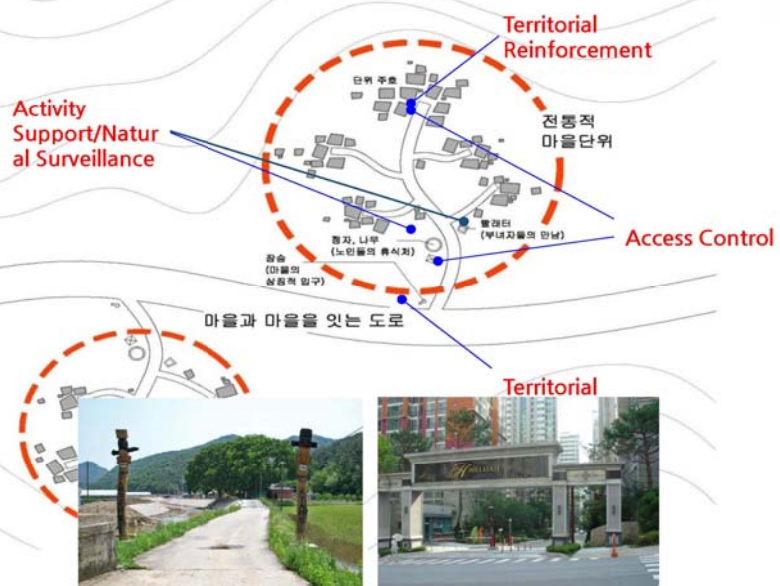 Territorial
Reinforcement
단위 주호
Activity
Support/Natur
al Surveillance
전통적
마을단위
빨래터
(부녀자들의 만남)
Access Control
정자, 나무
(노인들의 휴식처)
장승
(마을의
상징적 입구)
마을과 마을을 잇는 도로
Territorial